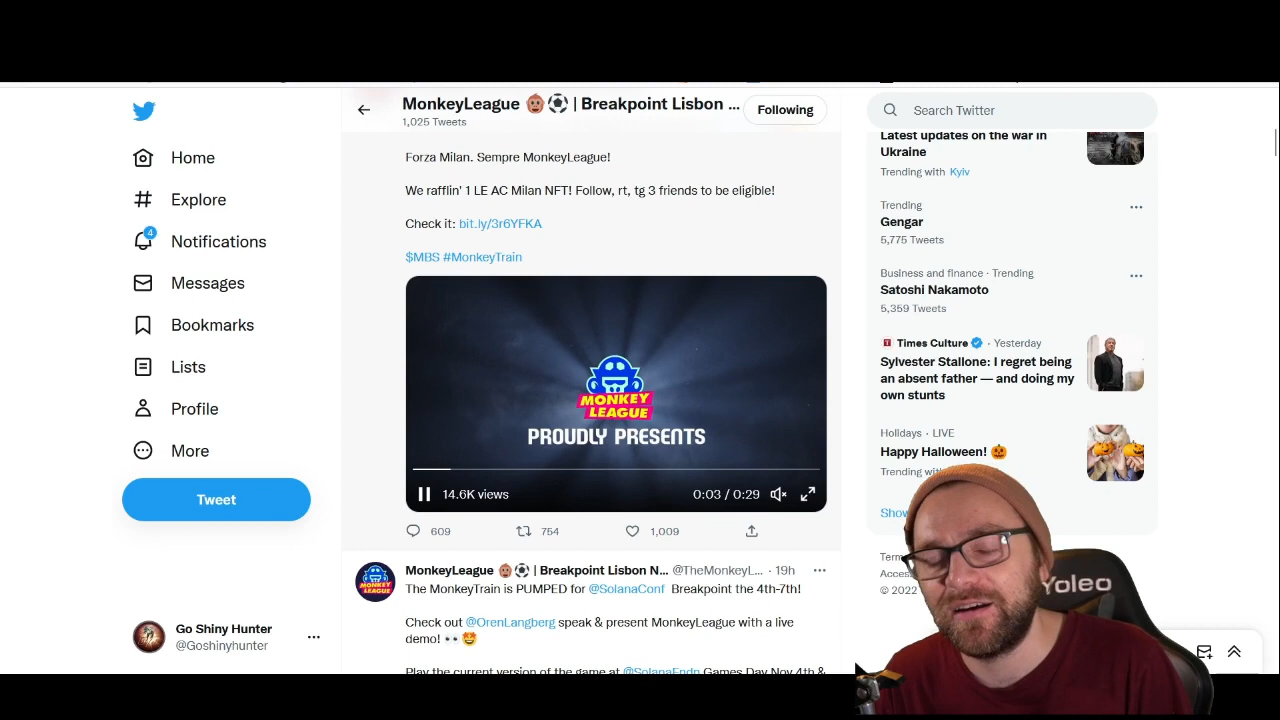 MonkeyLeague 🐵⚽ | Breakpoint Lisbon ...
1,025 Tweets
Following
Home
Explore
4
Notifications
Messages
Bookmarks
Lists
Profile
More
Tweet
Go Shiny Hunter
@Goshinyhunter
Forza Milan. Sempre MonkeyLeague!
We rafflin' 1 LE AC Milan NFT! Follow, rt, tg 3 friends to be eligible!
Check it: bit.ly/3r6YFKA
$MBS #MonkeyTrain
MONKEY
LEAGUE
PROUDLY PRESENTS
14.6K views
0:03 / 0:29
609
754
1,009
MonkeyLeague 🐵⚽ | Breakpoint Lisbon N... @TheMonkeyL... · 19h
The MonkeyTrain is PUMPED for @SolanaConf Breakpoint the 4th-7th!
Check out @OrenLangberg speak & present MonkeyLeague with a live
demo! 👀🤩
Play the current version of the game at @SolanaFndn Games Day Nov 4th &
MONKEY
LEAGUE
Search Twitter
Latest updates on the war in
Ukraine
Trending with Kyiv
Trending
Gengar
5,775 Tweets
Business and finance · Trending
Satoshi Nakamoto
5,359 Tweets
Times Culture · Yesterday
Sylvester Stallone: I regret being
an absent father — and doing my
own stunts
Holidays · LIVE
Happy Halloween! 🎃
Trending with
Show
Term
Access
© 2022
Yoleo